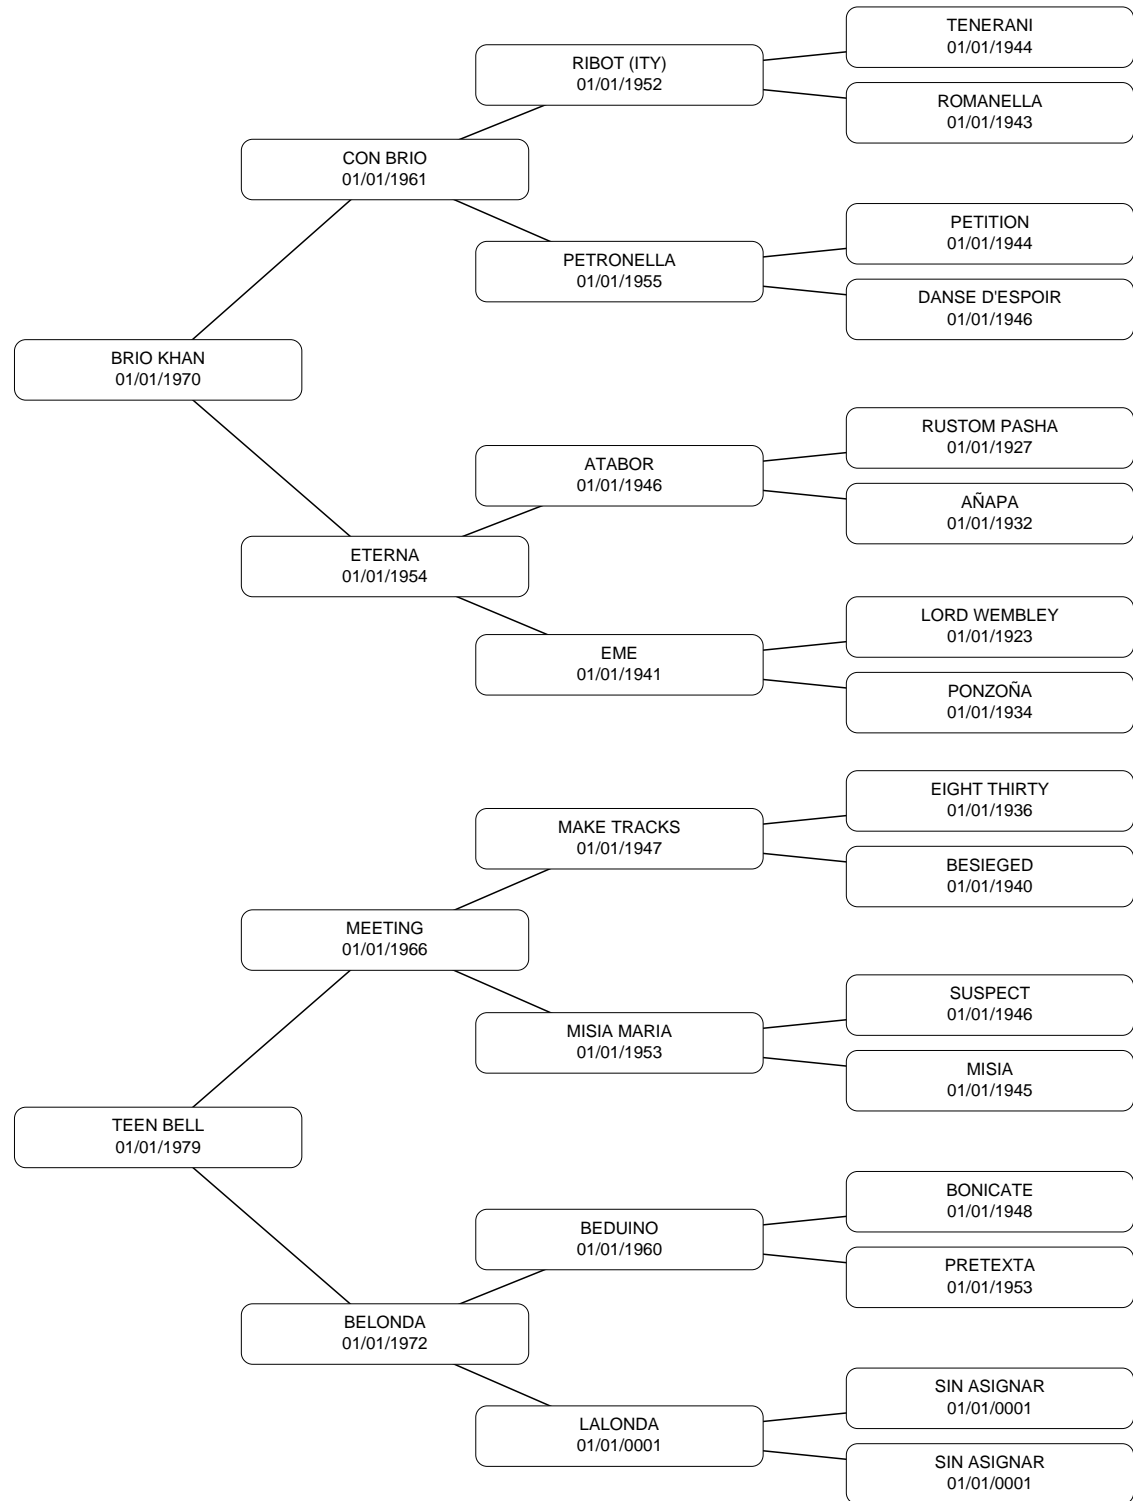 TENERANI
01/01/1944
RIBOT (ITY)
01/01/1952
ROMANELLA
01/01/1943
CON BRIO
01/01/1961
PETITION
01/01/1944
PETRONELLA
01/01/1955
DANSE D'ESPOIR
01/01/1946
BRIO KHAN
01/01/1970
RUSTOM PASHA
01/01/1927
ATABOR
01/01/1946
AÑAPA
01/01/1932
ETERNA
01/01/1954
LORD WEMBLEY
01/01/1923
EME
01/01/1941
PONZOÑA
01/01/1934
EIGHT THIRTY
01/01/1936
MAKE TRACKS
01/01/1947
BESIEGED
01/01/1940
MEETING
01/01/1966
SUSPECT
01/01/1946
MISIA MARIA
01/01/1953
MISIA
01/01/1945
TEEN BELL
01/01/1979
BONICATE
01/01/1948
BEDUINO
01/01/1960
PRETEXTA
01/01/1953
BELONDA
01/01/1972
SIN ASIGNAR
01/01/0001
LALONDA
01/01/0001
SIN ASIGNAR
01/01/0001